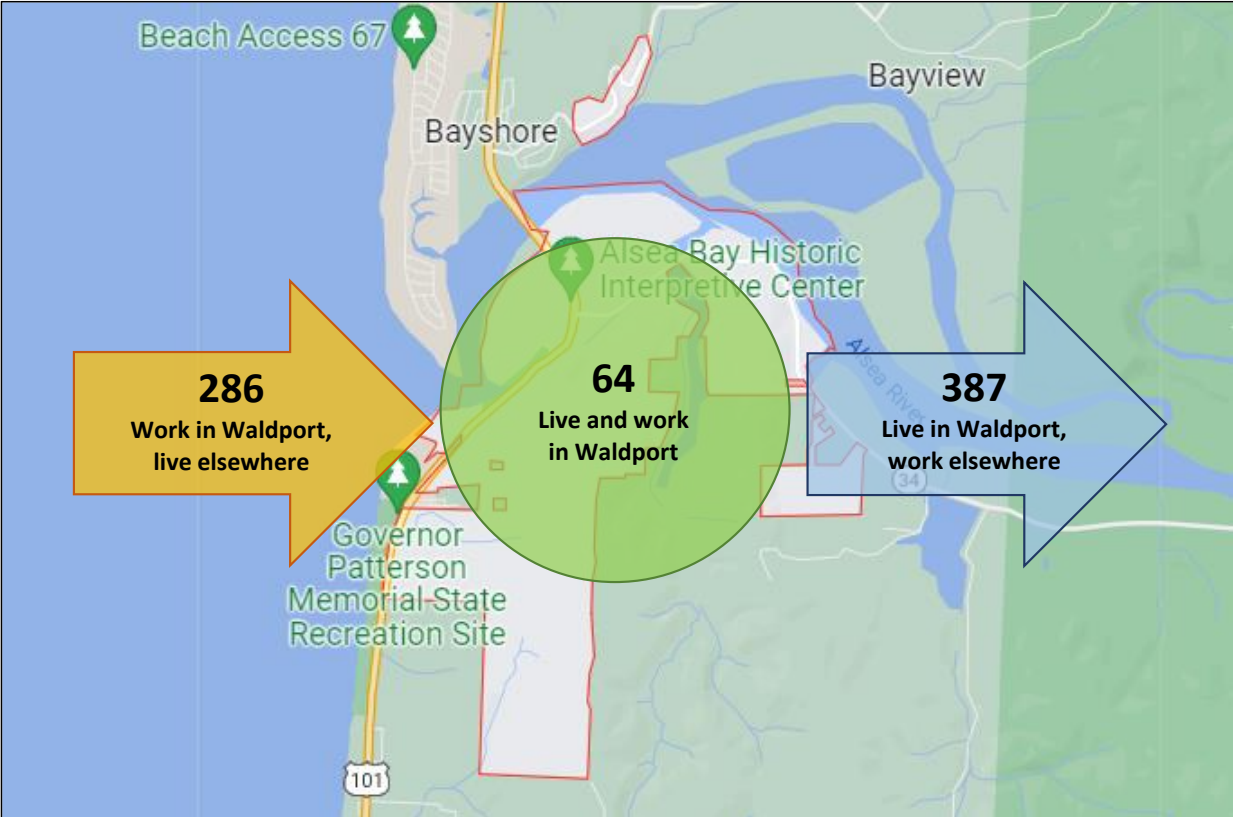 Beach Access 67
Bayview
Bayshore
Alsea Bay Historic
Interpretive Center
286
Work in Waldport,
live elsewhere
64
Live and work
in Waldport
387
Live in Waldport,
work elsewhere
Alsea River
34
Governor
Patterson
Memorial State
Recreation Site
101